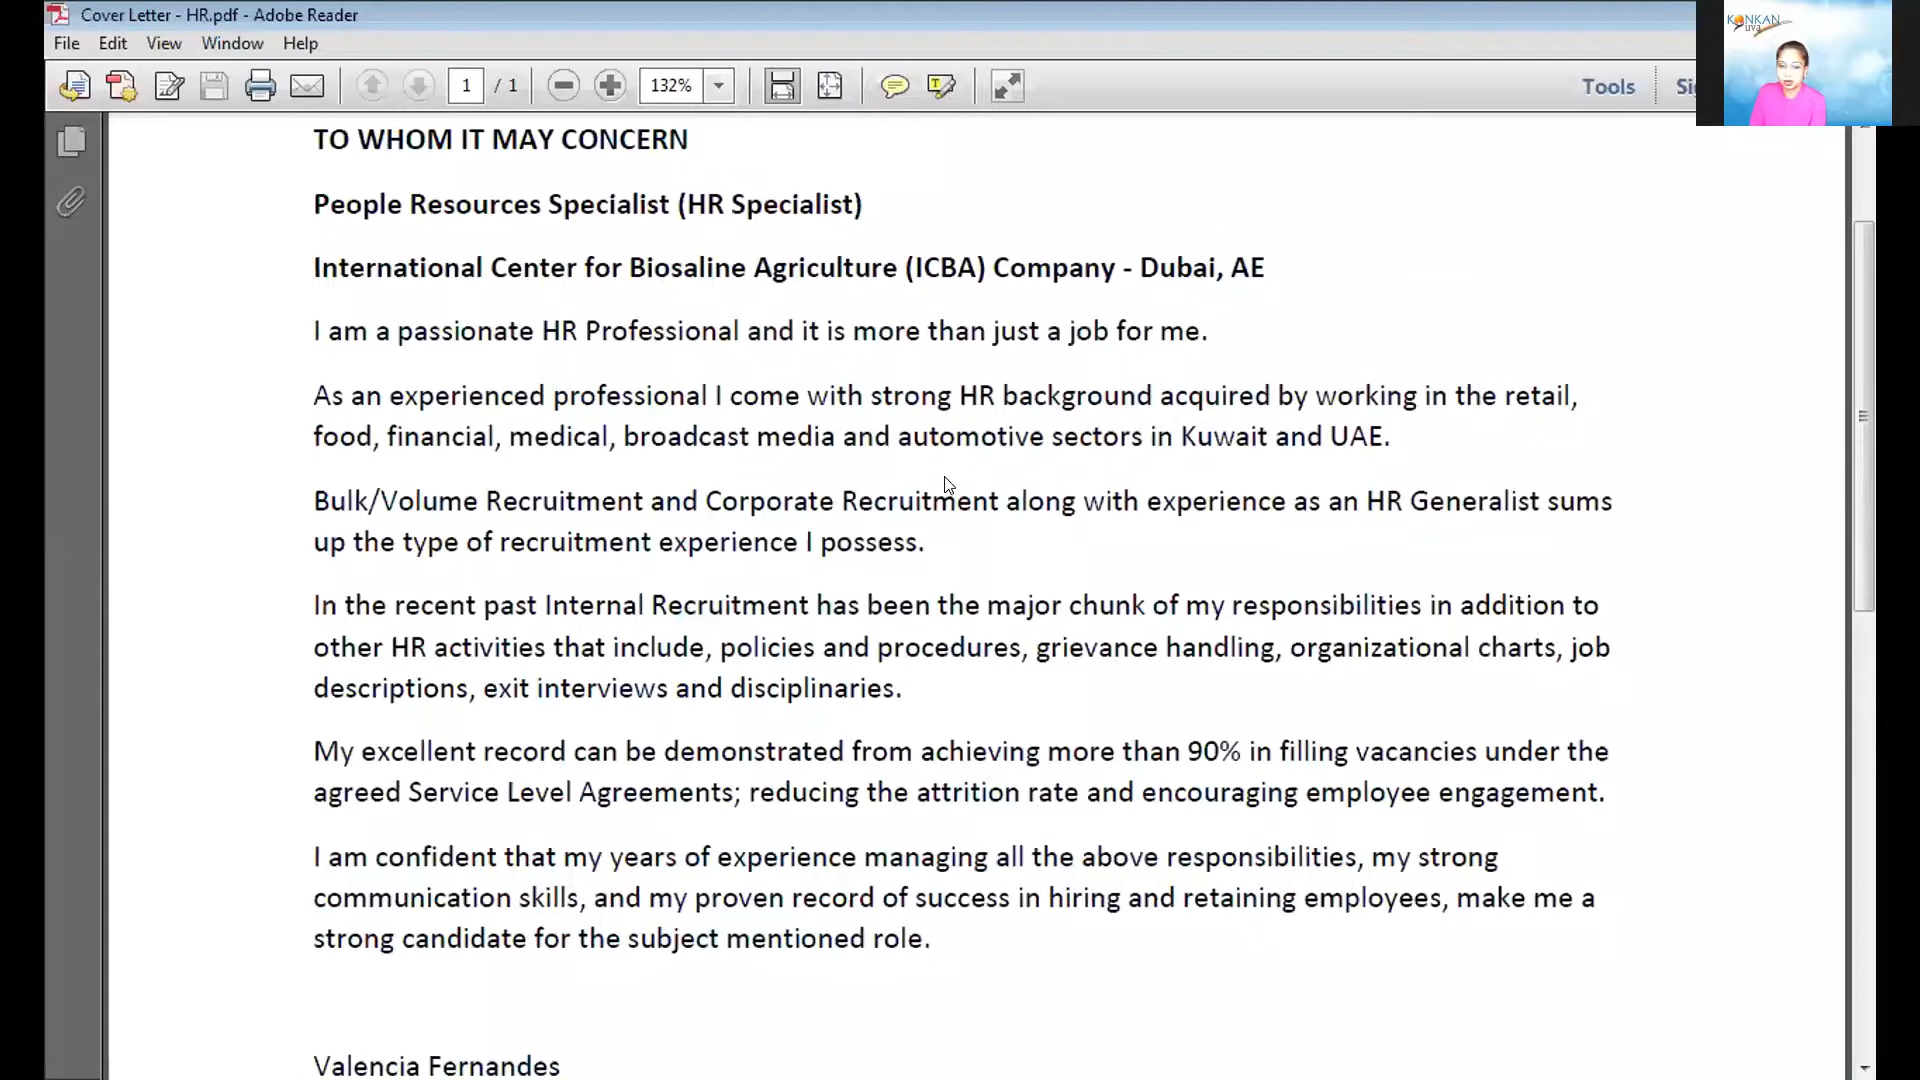 Cover Letter - HR.pdf - Adobe Reader
File Edit View Window Help
1 / 1 132% Tools
KONKAN
yuva
TO WHOM IT MAY CONCERN
People Resources Specialist (HR Specialist)
International Center for Biosaline Agriculture (ICBA) Company - Dubai, AE
I am a passionate HR Professional and it is more than just a job for me.
As an experienced professional I come with strong HR background acquired by working in the retail,
food, financial, medical, broadcast media and automotive sectors in Kuwait and UAE.
Bulk/Volume Recruitment and Corporate Recruitment along with experience as an HR Generalist sums
up the type of recruitment experience I possess.
In the recent past Internal Recruitment has been the major chunk of my responsibilities in addition to
other HR activities that include, policies and procedures, grievance handling, organizational charts, job
descriptions, exit interviews and disciplinaries.
My excellent record can be demonstrated from achieving more than 90% in filling vacancies under the
agreed Service Level Agreements; reducing the attrition rate and encouraging employee engagement.
I am confident that my years of experience managing all the above responsibilities, my strong
communication skills, and my proven record of success in hiring and retaining employees, make me a
strong candidate for the subject mentioned role.
Valencia Fernandes